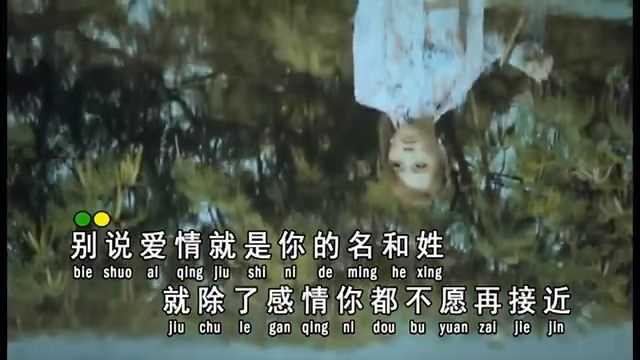 别说爱情就是你的名和姓
bie shuo ai qing jiu shi ni de ming he xing
就除了感情你都不愿再接近
jiu chu le gan qing ni dou bu yuan zai jie jin